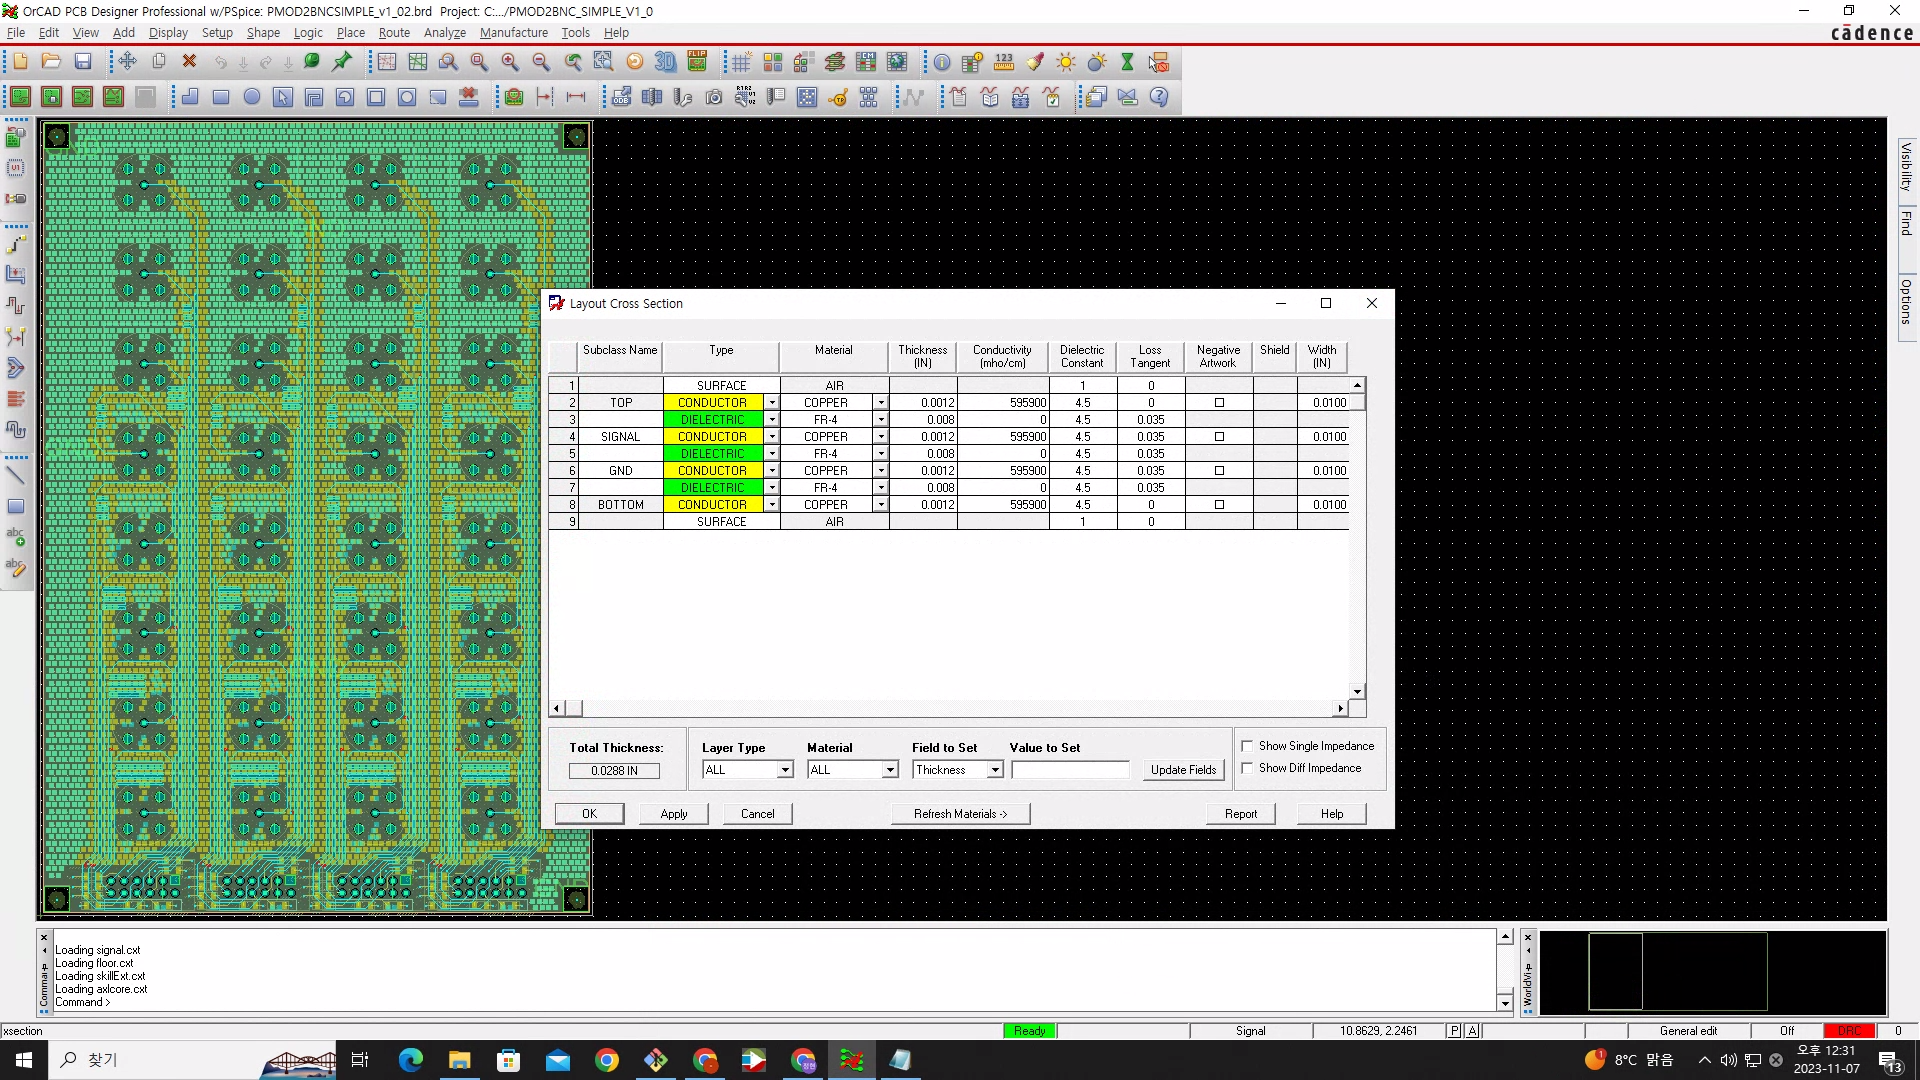 OrCAD PCB Designer Professional w/PSpice: PMOD2BNCSIMPLE_v1_02.brd Project: C:.../PMOD2BNC_SIMPLE_V1_0
File Edit View Add Display Setup Shape Logic Place Route Analyze Manufacture Tools Help
cādence
Visibility
Find
Options
Layout Cross Section
Subclass Name Type Material Thickness (IN) Conductivity (mho/cm) Dielectric Constant Loss Tangent Negative Artwork Shield Width (IN)
1 SURFACE AIR 1 0
2 TOP CONDUCTOR COPPER 0.0012 595900 4.5 0 0.0100
3 DIELECTRIC FR-4 0.008 0 4.5 0.035
4 SIGNAL CONDUCTOR COPPER 0.0012 595900 4.5 0.035 0.0100
5 DIELECTRIC FR-4 0.008 0 4.5 0.035
6 GND CONDUCTOR COPPER 0.0012 595900 4.5 0.035 0.0100
7 DIELECTRIC FR-4 0.008 0 4.5 0.035
8 BOTTOM CONDUCTOR COPPER 0.0012 595900 4.5 0 0.0100
9 SURFACE AIR 1 0
Total Thickness: Layer Type Material Field to Set Value to Set Show Single Impedance
0.0288 IN ALL ALL Thickness Update Fields Show Diff Impedance
OK Apply Cancel Refresh Materials -> Report Help
Loading signal.cxt
Loading floor.cxt
Loading skillExt.cxt
Loading axlcore.cxt
Command >
xsection Ready Signal 10.8629, 2.2461 P A General edit Off DRC 0
찾기
8°C 맑음
오후 12:31
2023-11-07
13